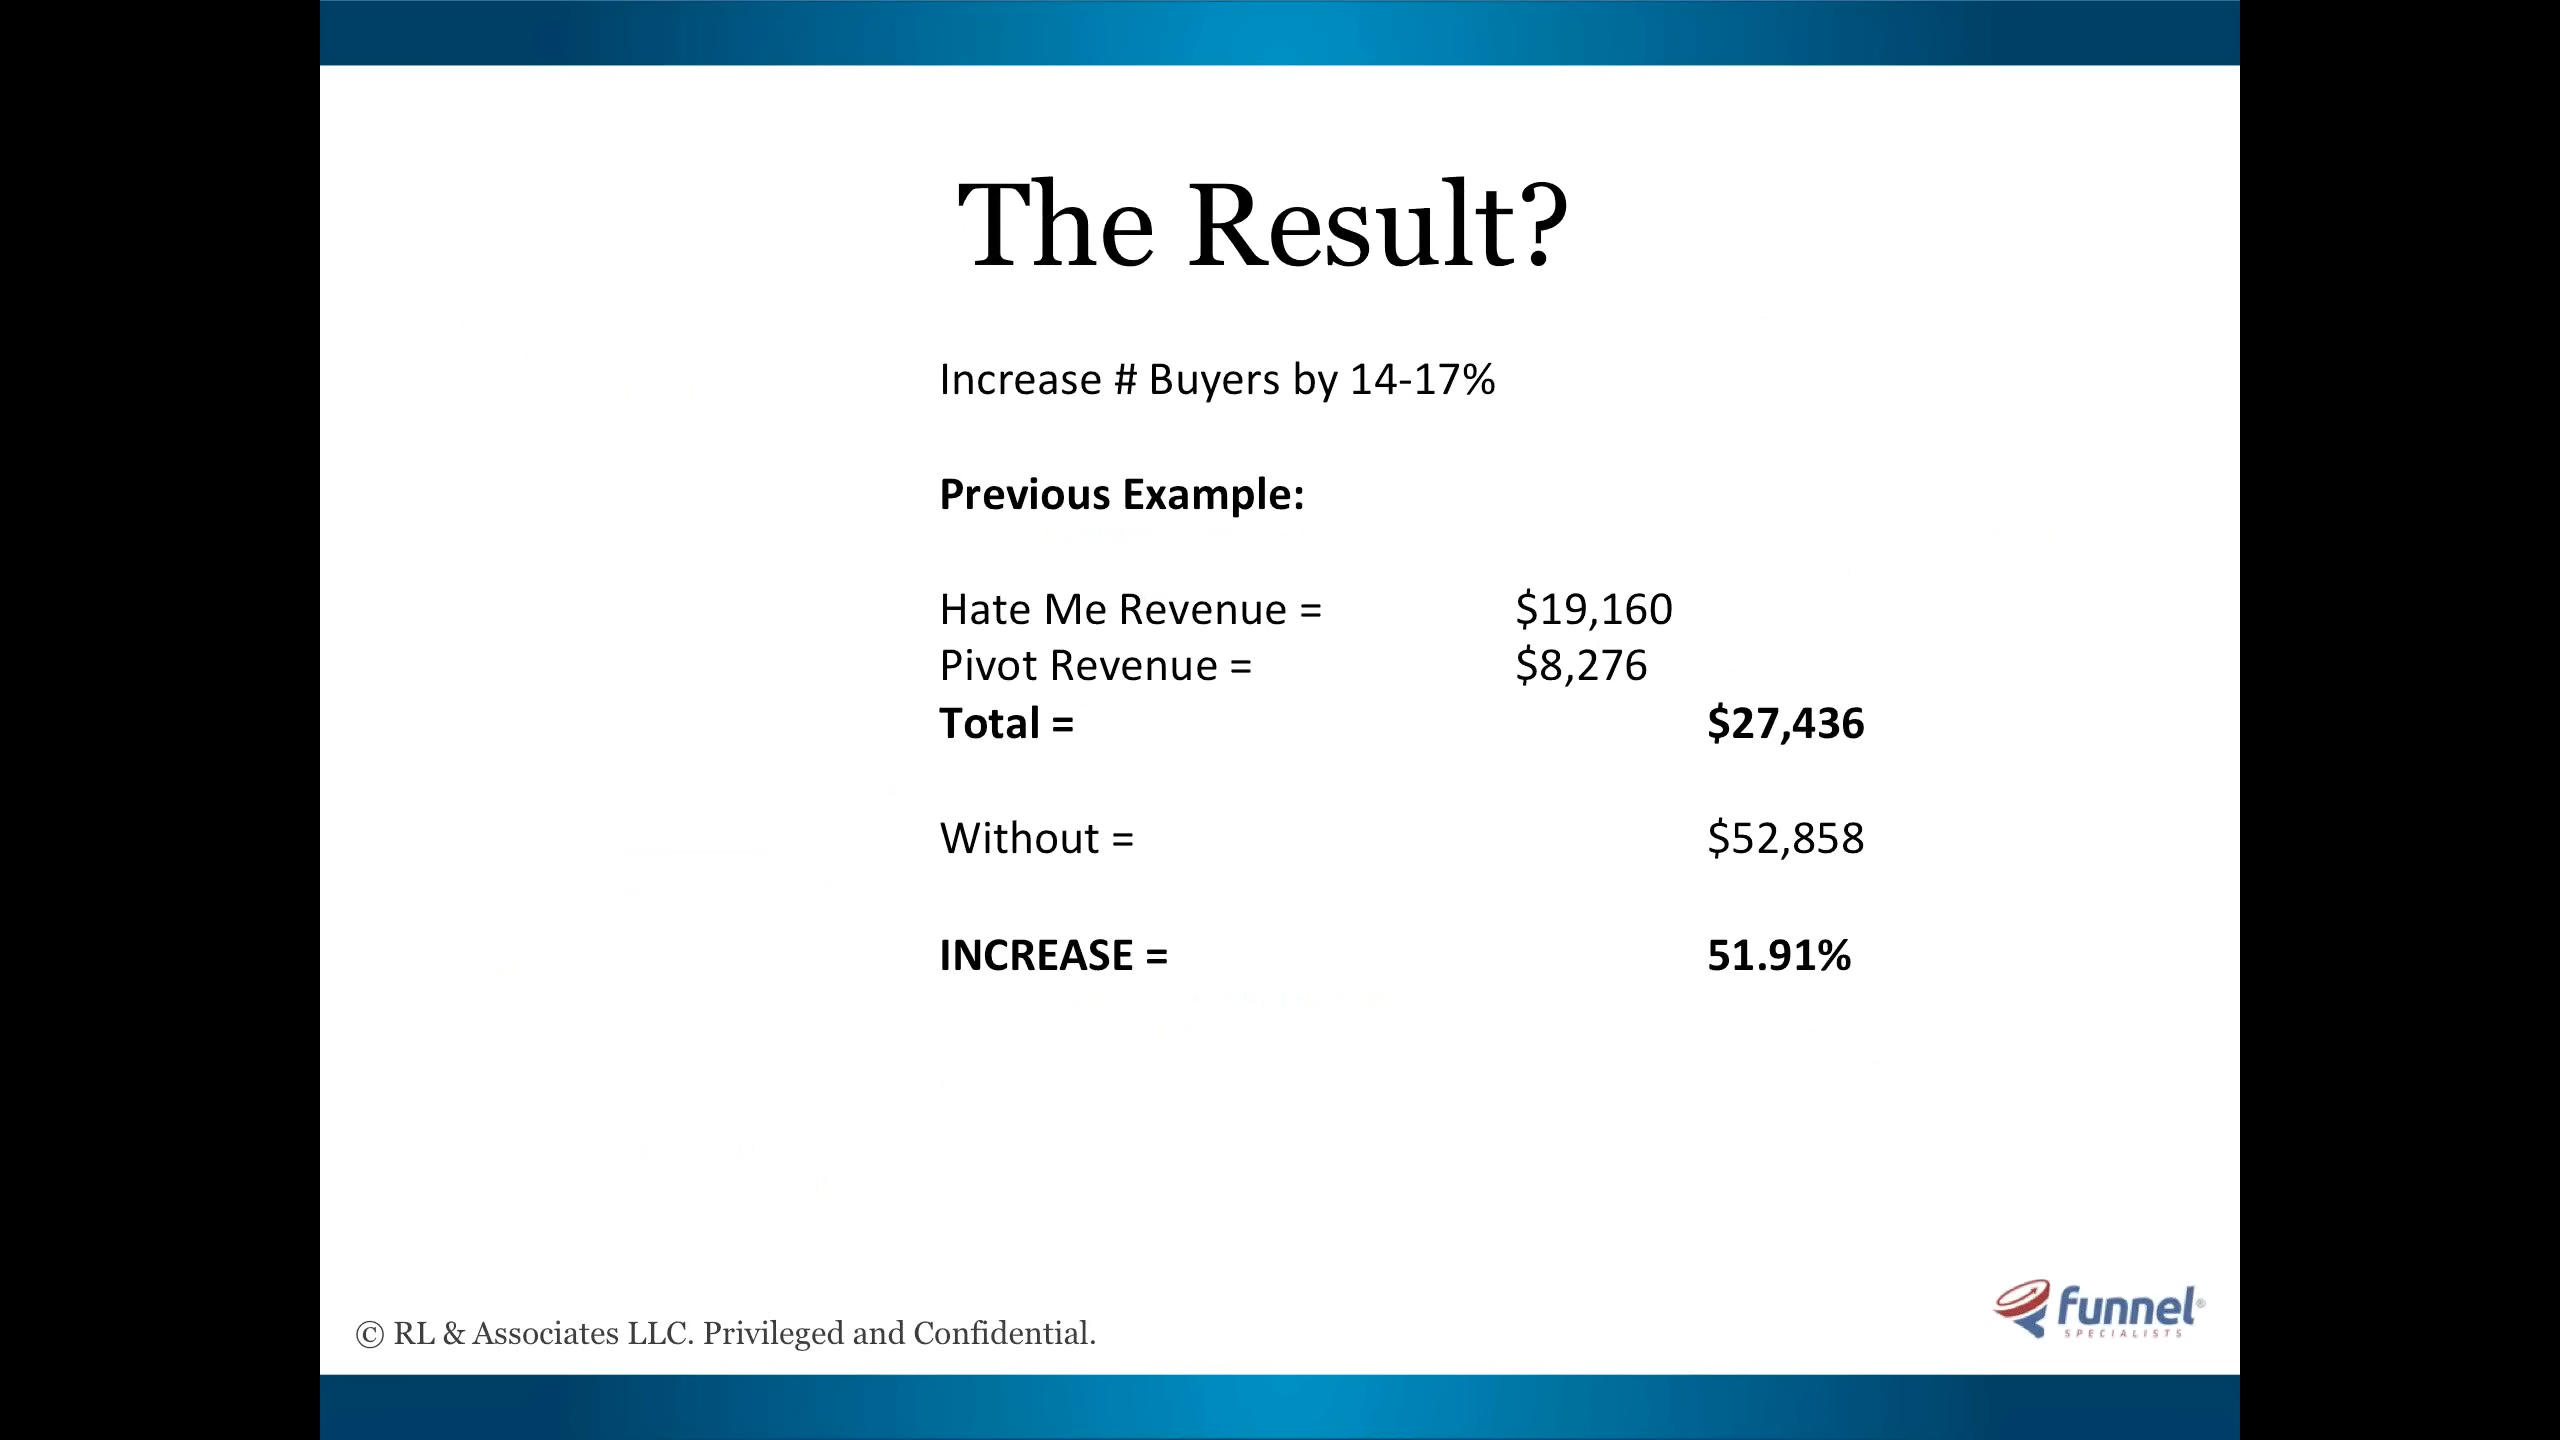 The Result?
Increase # Buyers by 14-17%
Previous Example:
Hate Me Revenue = $19,160
Pivot Revenue = $8,276
Total = $27,436
Without = $52,858
INCREASE = 51.91%
© RL & Associates LLC. Privileged and Confidential.
funnel®
SPECIALISTS